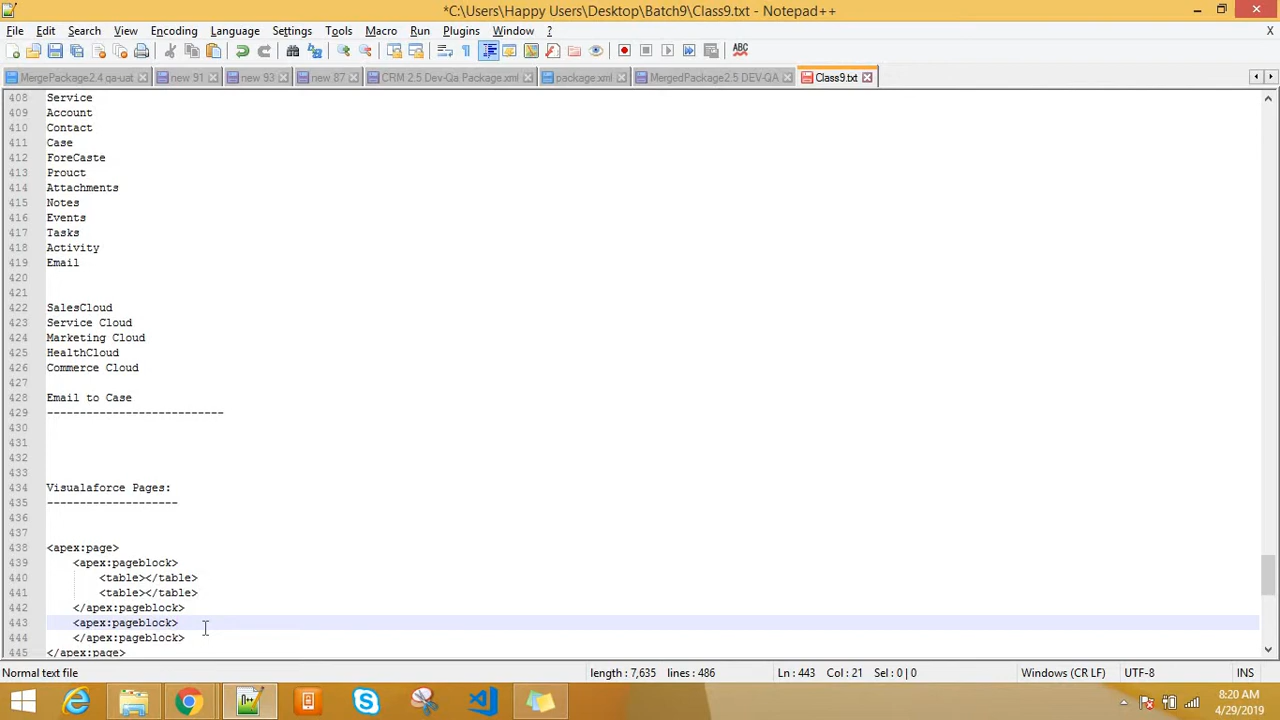 *C:\Users\Happy Users\Desktop\Batch9\Class9.txt - Notepad++
File Edit Search View Encoding Language Settings Tools Macro Run Plugins Window ? X
MergePackage2.4 qa-uat new 91 new 93 new 87 CRM 2.5 Dev-Qa Package.xml package.xml MergedPackage2.5 DEV-QA Class9.txt
408 Service
409 Account
410 Contact
411 Case
412 ForeCaste
413 Prouct
414 Attachments
415 Notes
416 Events
417 Tasks
418 Activity
419 Email
420
421
422 SalesCloud
423 Service Cloud
424 Marketing Cloud
425 HealthCloud
426 Commerce Cloud
427
428 Email to Case
429 ---------------------------
430
431
432
433
434 Visualaforce Pages:
435 --------------------
436
437
438 <apex:page>
439 <apex:pageblock>
440 <table></table>
441 <table></table>
442 </apex:pageblock>
443 <apex:pageblock>
444 </apex:pageblock>
445 </apex:page>
Normal text file length : 7,635 lines : 486 Ln : 443 Col : 21 Sel : 0 | 0 Windows (CR LF) UTF-8 INS
8:20 AM
4/29/2019